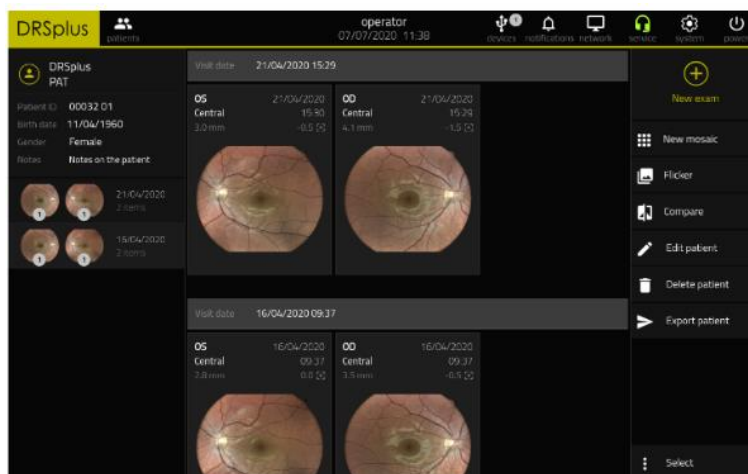 DRSplus
patients
operator
07/07/2020 11:38
devices
1
notifications
network
service
system
power
DRSplus
PAT
Patient ID 00032 01
Birth date 11/04/1960
Gender Female
Notes Notes on the patient
1 1
21/04/2020
2 items
1 1
16/04/2020
2 items
Visit date 21/04/2020 15:29
OS 21/04/2020
Central 15:30
3.0 mm -0.5
OD 21/04/2020
Central 15:29
4.1 mm -1.5
Visit date 16/04/2020 09:37
OS 16/04/2020
Central 09:37
2.8 mm 0.0
OD 16/04/2020
Central 09:37
3.5 mm -0.5
New exam
New mosaic
Flicker
Compare
Edit patient
Delete patient
Export patient
Select